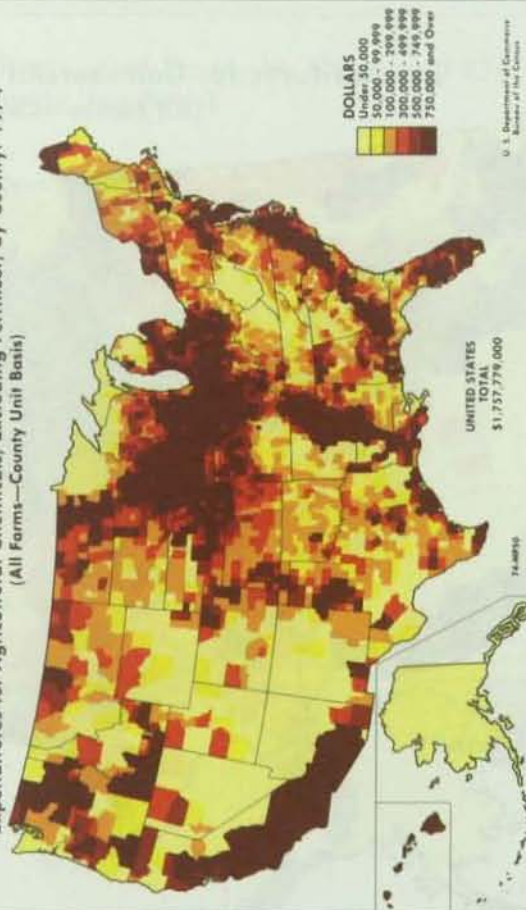 (All Farms—County Unit Basis)
DOLLARS
Under 50,000
50,000 - 99,999
100,000 - 299,999
300,000 - 499,999
500,000 - 749,999
750,000 and Over
UNITED STATES
TOTAL
$1,757,779,000
74-M950
U. S. Department of Commerce
Bureau of the Census